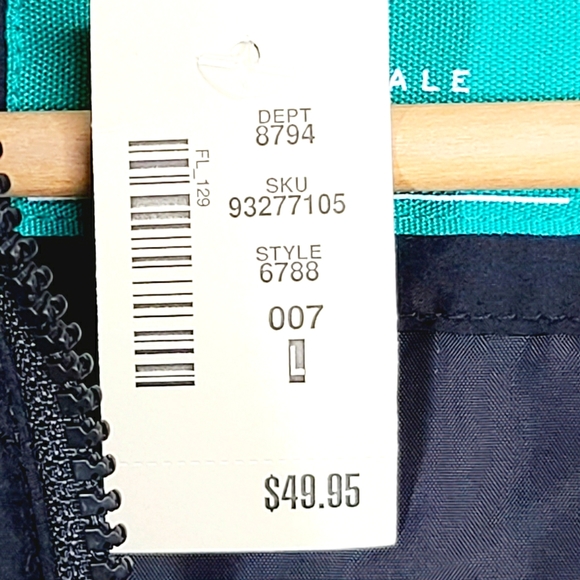 ALE
DEPT
8794
FL_129
SKU
93277105
STYLE
6788
007
L
$49.95